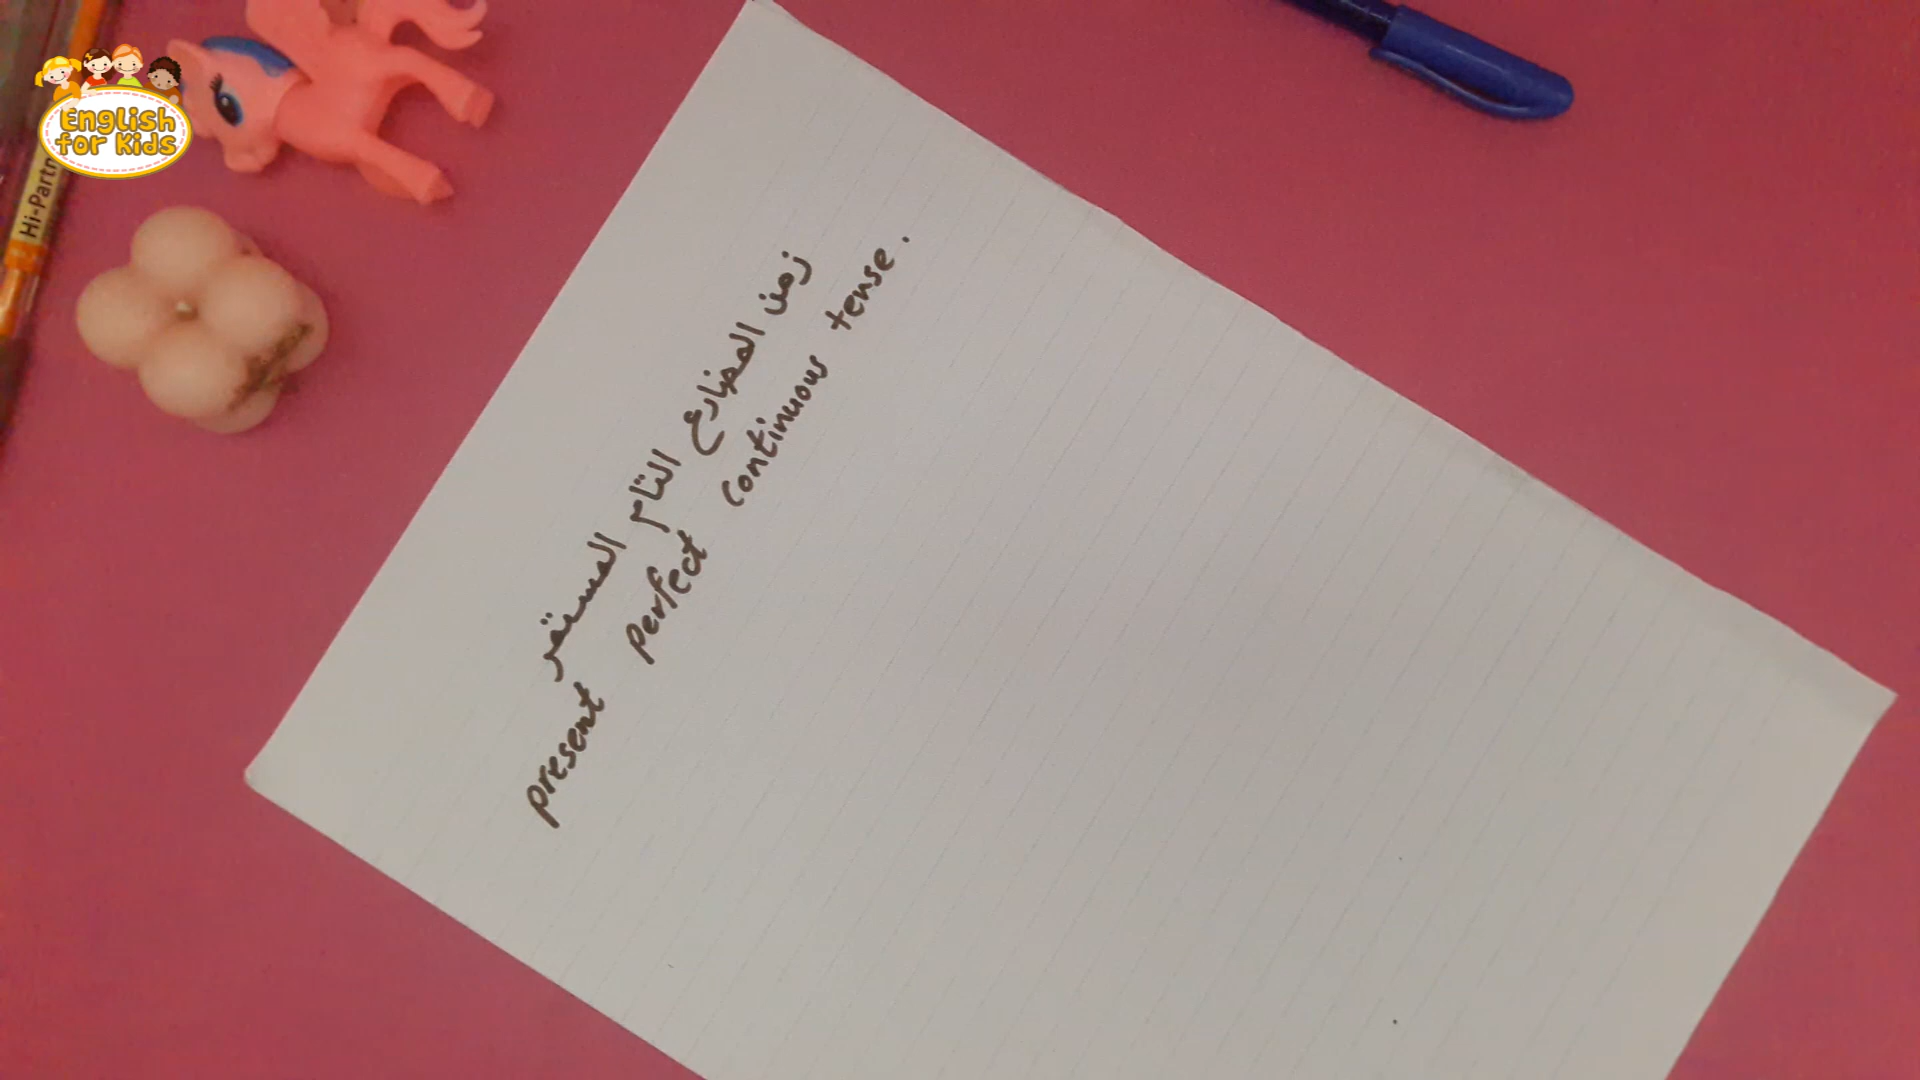 English
for Kids
Hi-Partn
زمن المضارع التام المستمر
present perfect continuous tense.